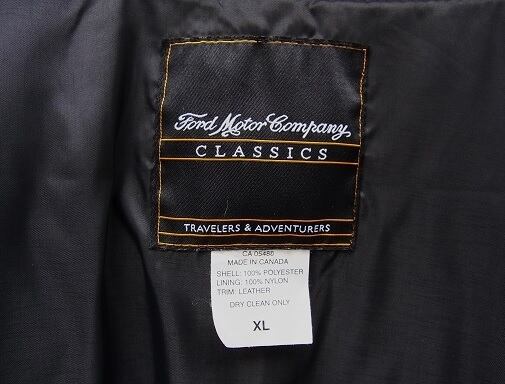 Ford Motor Company
CLASSICS
TRAVELERS & ADVENTURERS
CA 05480
MADE IN CANADA
SHELL: 100% POLYESTER
LINING: 100% NYLON
TRIM: LEATHER
DRY CLEAN ONLY
XL